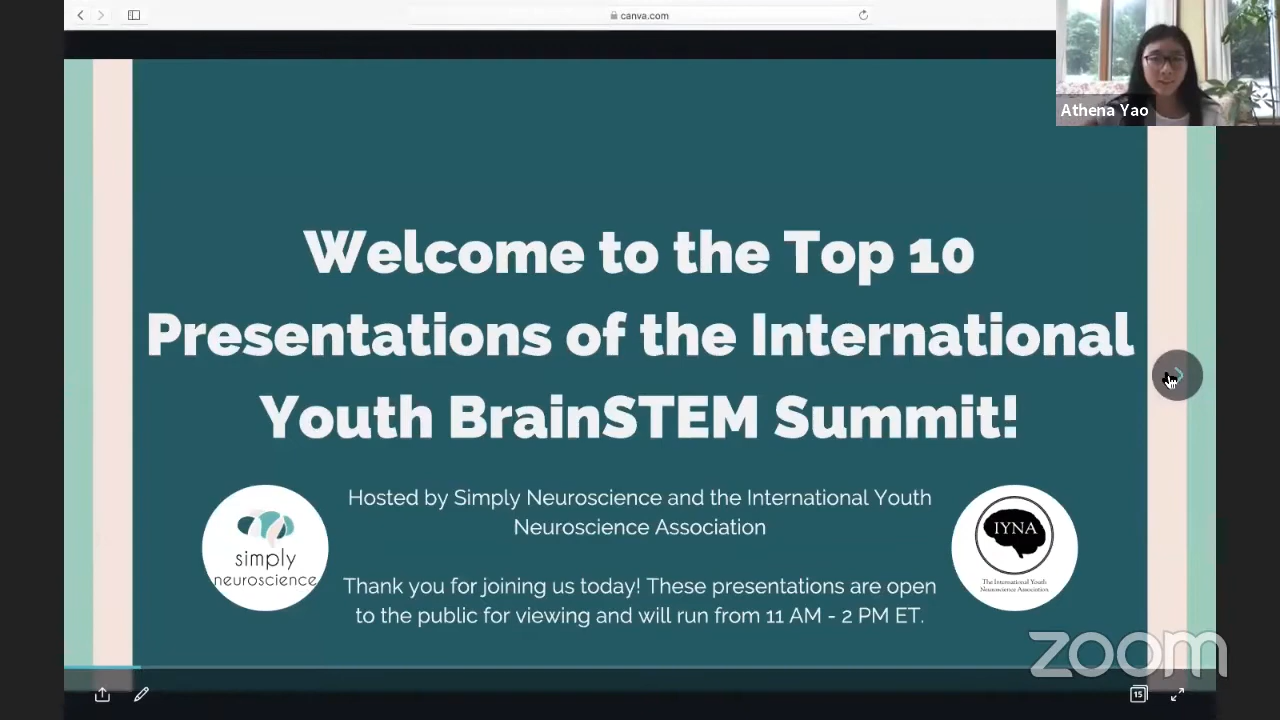 canva.com
Athena Yao
Welcome to the Top 10
Presentations of the International
Youth BrainSTEM Summit!
Hosted by Simply Neuroscience and the International Youth
Neuroscience Association
simply
neuroscience
IYNA
The International Youth
Neuroscience Association
Thank you for joining us today! These presentations are open
to the public for viewing and will run from 11 AM - 2 PM ET.
zoom
15